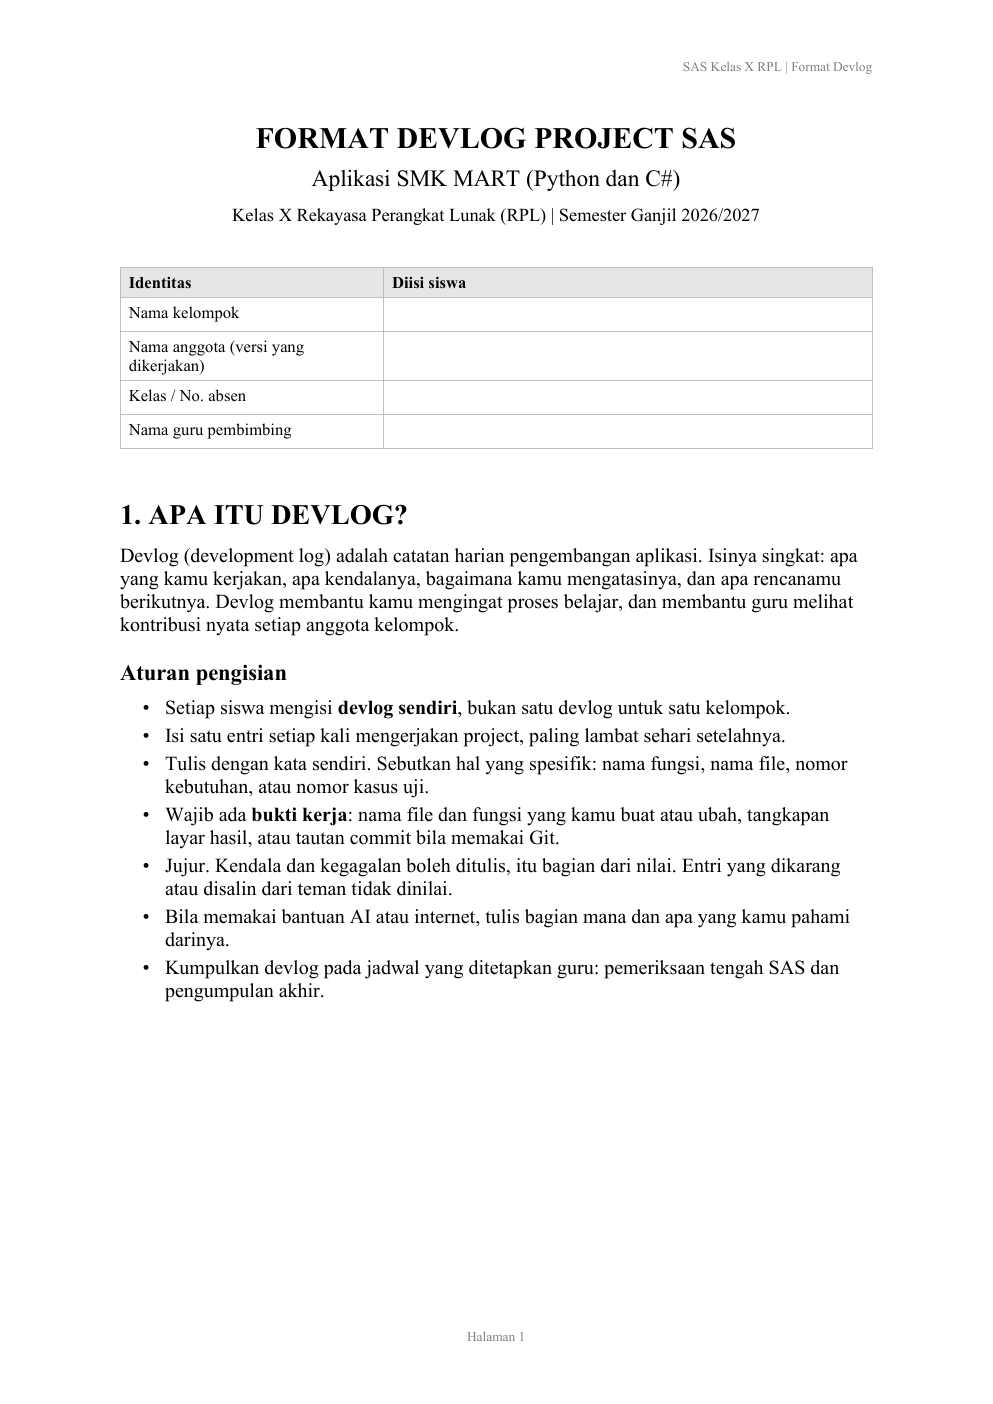 SAS Kelas X RPL | Format Devlog
FORMAT DEVLOG PROJECT SAS
Aplikasi SMK MART (Python dan C#)
Kelas X Rekayasa Perangkat Lunak (RPL) | Semester Ganjil 2026/2027
Identitas
Diisi siswa
Nama kelompok
Nama anggota (versi yang
dikerjakan)
Kelas / No. absen
Nama guru pembimbing
1. APA ITU DEVLOG?
Devlog (development log) adalah catatan harian pengembangan aplikasi. Isinya singkat: apa
yang kamu kerjakan, apa kendalanya, bagaimana kamu mengatasinya, dan apa rencanamu
berikutnya. Devlog membantu kamu mengingat proses belajar, dan membantu guru melihat
kontribusi nyata setiap anggota kelompok.
Aturan pengisian
• Setiap siswa mengisi devlog sendiri, bukan satu devlog untuk satu kelompok.
• Isi satu entri setiap kali mengerjakan project, paling lambat sehari setelahnya.
• Tulis dengan kata sendiri. Sebutkan hal yang spesifik: nama fungsi, nama file, nomor
kebutuhan, atau nomor kasus uji.
• Wajib ada bukti kerja: nama file dan fungsi yang kamu buat atau ubah, tangkapan
layar hasil, atau tautan commit bila memakai Git.
• Jujur. Kendala dan kegagalan boleh ditulis, itu bagian dari nilai. Entri yang dikarang
atau disalin dari teman tidak dinilai.
• Bila memakai bantuan AI atau internet, tulis bagian mana dan apa yang kamu pahami
darinya.
• Kumpulkan devlog pada jadwal yang ditetapkan guru: pemeriksaan tengah SAS dan
pengumpulan akhir.
Halaman 1